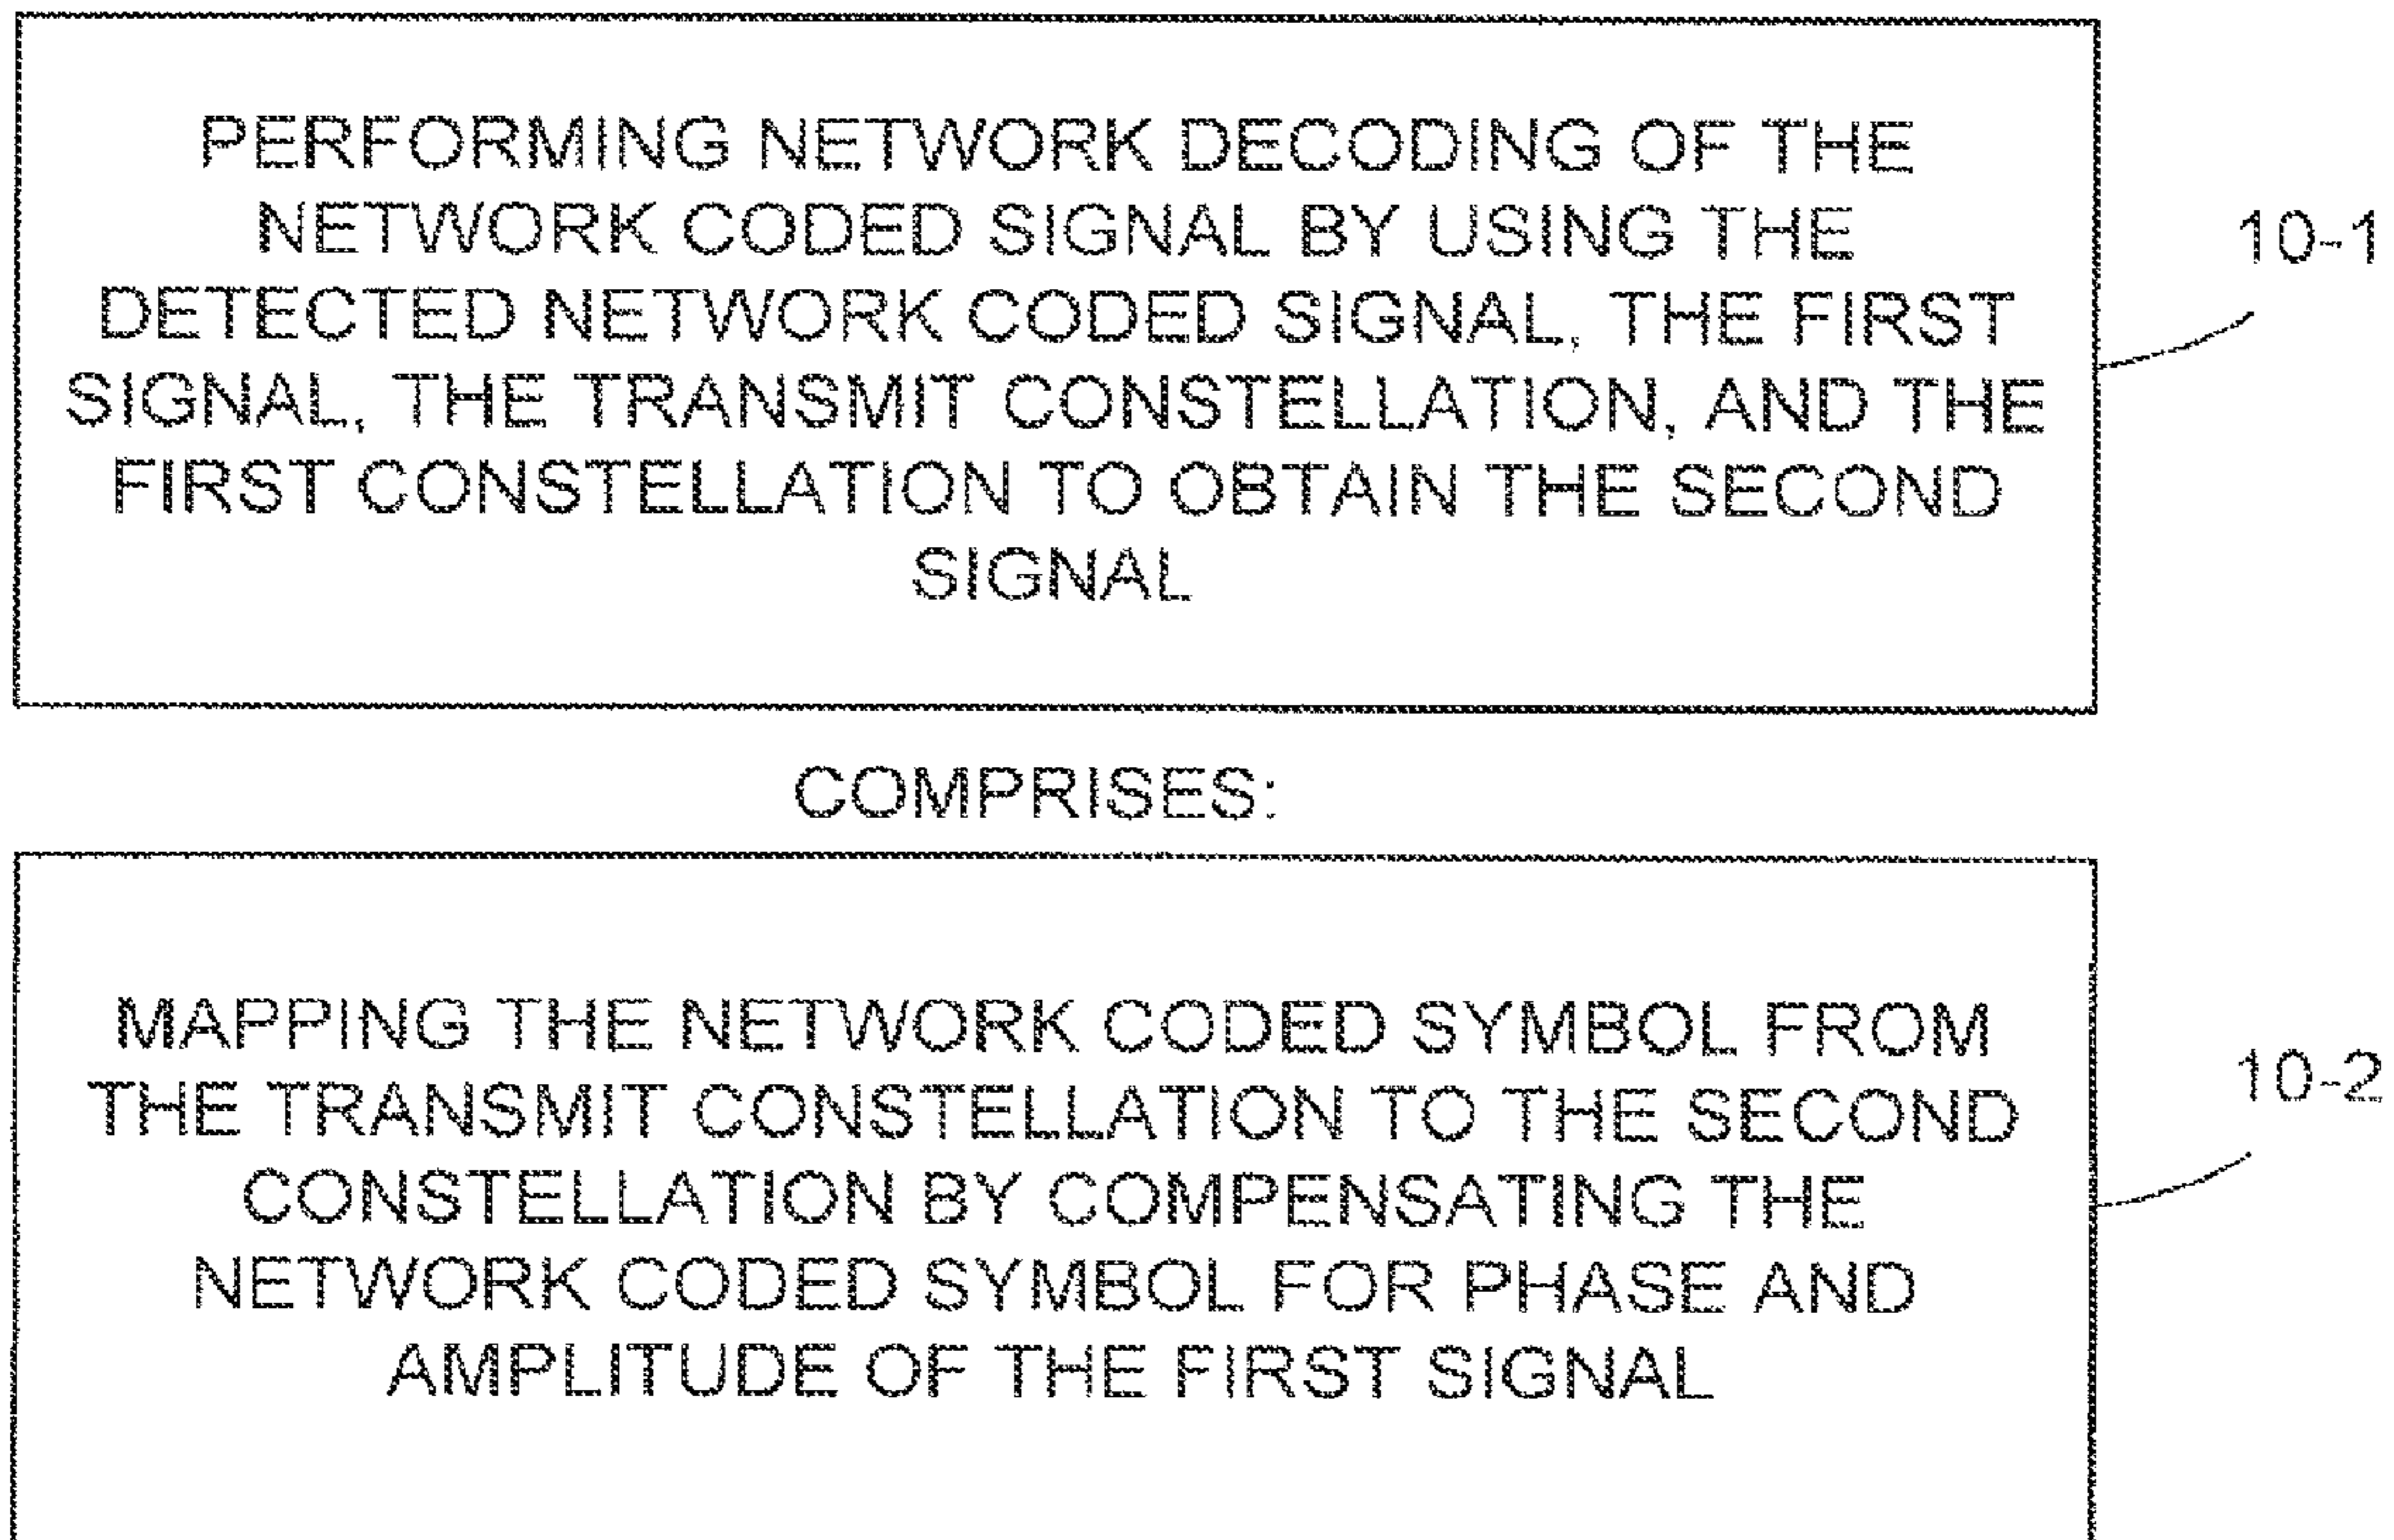 PERFORMING NETWORK DECODING OF THE
NETWORK CODED SIGNAL BY USING THE
DETECTED NETWORK CODED SIGNAL, THE FIRST
SIGNAL, THE TRANSMIT CONSTELLATION, AND THE
FIRST CONSTELLATION TO OBTAIN THE SECOND
SIGNAL
10-1
COMPRISES:
MAPPING THE NETWORK CODED SYMBOL FROM
THE TRANSMIT CONSTELLATION TO THE SECOND
CONSTELLATION BY COMPENSATING THE
NETWORK CODED SYMBOL FOR PHASE AND
AMPLITUDE OF THE FIRST SIGNAL
10-2